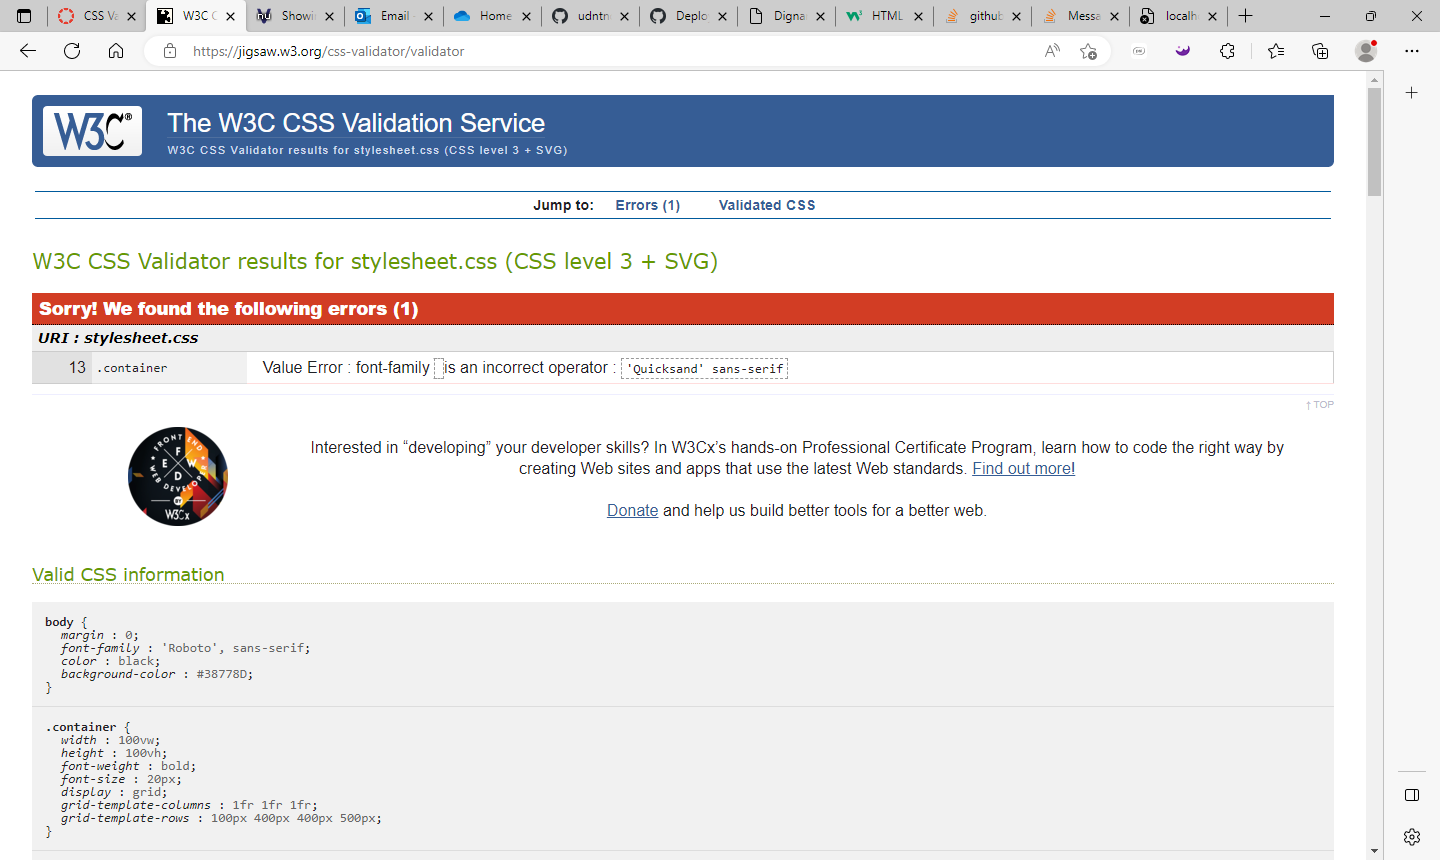 CSS Va
W3C C
Showi
Email
Home
udntn
Deplo
Digna
HTML
github
Messa
localh
https://jigsaw.w3.org/css-validator/validator
W3C®
The W3C CSS Validation Service
W3C CSS Validator results for stylesheet.css (CSS level 3 + SVG)
Jump to: Errors (1) Validated CSS
W3C CSS Validator results for stylesheet.css (CSS level 3 + SVG)
Sorry! We found the following errors (1)
URI : stylesheet.css
13 .container Value Error : font-family is an incorrect operator : 'Quicksand' sans-serif
↑ TOP
FRONT END
WEB DEVELOPER
F
E W
D
BY
W3Cx
Interested in “developing” your developer skills? In W3Cx’s hands-on Professional Certificate Program, learn how to code the right way by
creating Web sites and apps that use the latest Web standards. Find out more!
Donate and help us build better tools for a better web.
Valid CSS information
body {
margin : 0;
font-family : 'Roboto', sans-serif;
color : black;
background-color : #38778D;
}
.container {
width : 100vw;
height : 100vh;
font-weight : bold;
font-size : 20px;
display : grid;
grid-template-columns : 1fr 1fr 1fr;
grid-template-rows : 100px 400px 400px 500px;
}